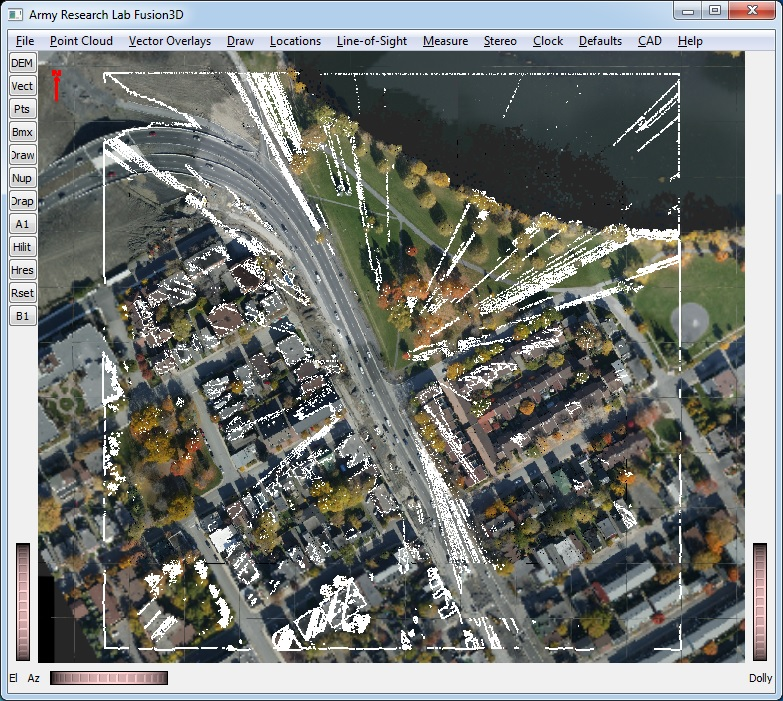 Army Research Lab Fusion3D
File Point Cloud Vector Overlays Draw Locations Line-of-Sight Measure Stereo Clock Defaults CAD Help
DEM
Vect
Pts
Bmx
Draw
Nup
Drap
A1
Hilit
Hres
Rset
B1
El Az Dolly